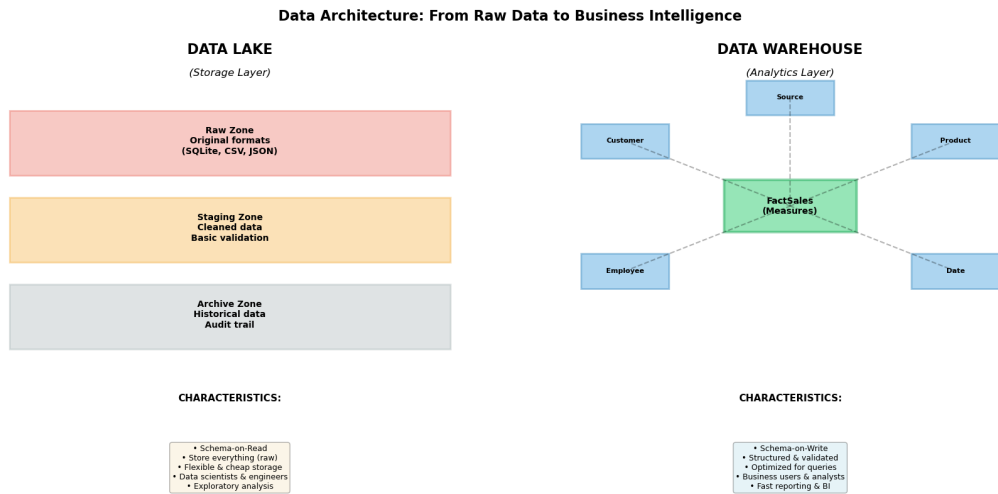 Data Architecture: From Raw Data to Business Intelligence
DATA LAKE
(Storage Layer)
Raw Zone
Original formats
(SQLite, CSV, JSON)
Staging Zone
Cleaned data
Basic validation
Archive Zone
Historical data
Audit trail
CHARACTERISTICS:
• Schema-on-Read
• Store everything (raw)
• Flexible & cheap storage
• Data scientists & engineers
• Exploratory analysis
DATA WAREHOUSE
(Analytics Layer)
Source
Customer
Product
FactSales
(Measures)
Employee
Date
CHARACTERISTICS:
• Schema-on-Write
• Structured & validated
• Optimized for queries
• Business users & analysts
• Fast reporting & BI